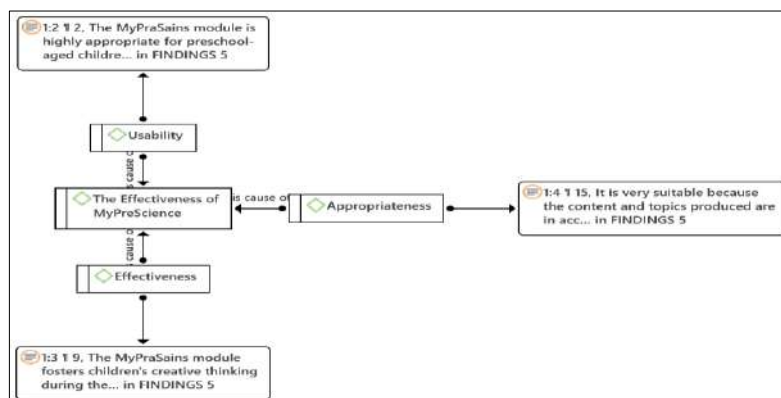 1:2 ¶ 2, The MyPraSains module is
highly appropriate for preschool-
aged childre... in FINDINGS 5
Usability
is cause o
The Effectiveness of
MyPreScience
is cause of
Appropriateness
1:4 ¶ 15, It is very suitable because
the content and topics produced are
in acc... in FINDINGS 5
is cause o
Effectiveness
1:3 ¶ 9, The MyPraSains module
fosters children's creative thinking
during the... in FINDINGS 5